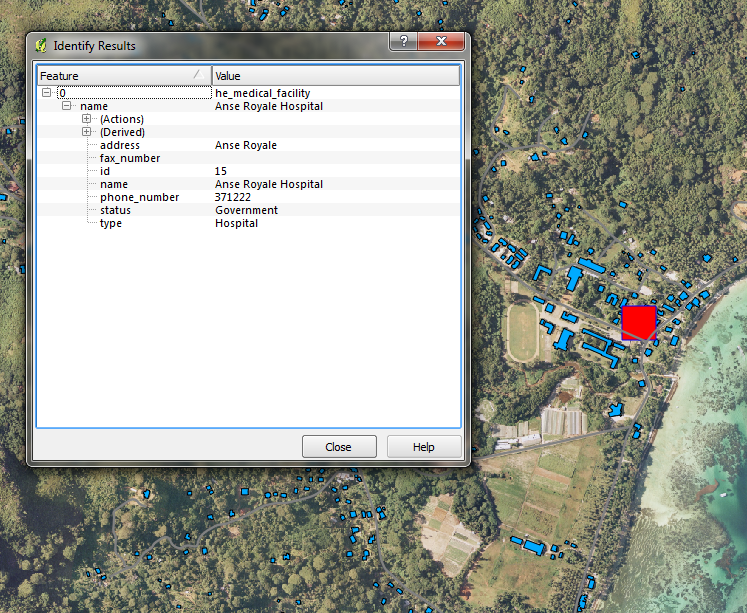 Identify Results
?
Feature Value
0 he_medical_facility
name Anse Royale Hospital
(Actions)
(Derived)
address Anse Royale
fax_number
id 15
name Anse Royale Hospital
phone_number 371222
status Government
type Hospital
Close Help